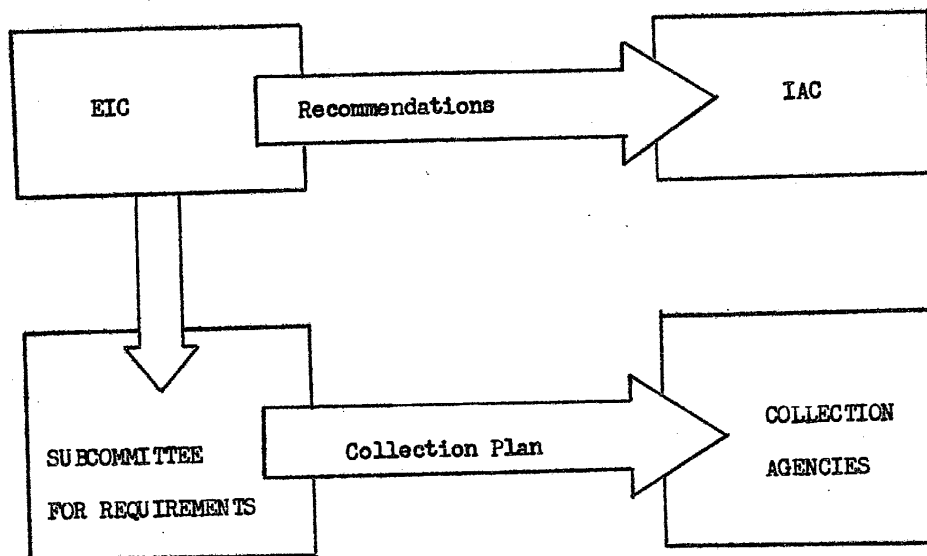 EIC
Recommendations
IAC
SUBCOMMITTEE
FOR REQUIREMENTS
Collection Plan
COLLECTION
AGENCIES